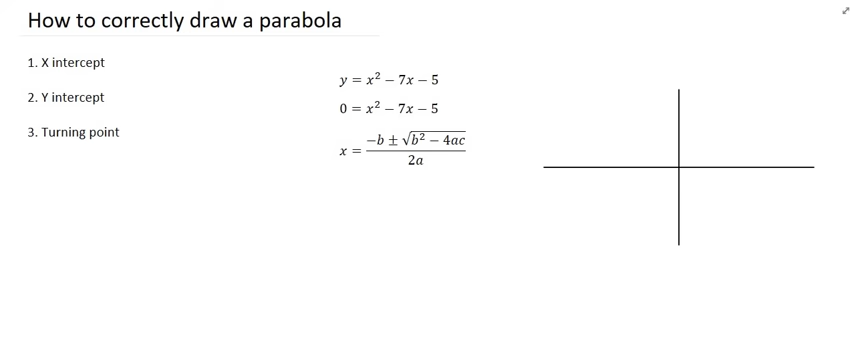 How to correctly draw a parabola
1. X intercept
2. Y intercept
3. Turning point
y = x² − 7x − 5
0 = x² − 7x − 5
x = (−b ± √(b² − 4ac)) / 2a